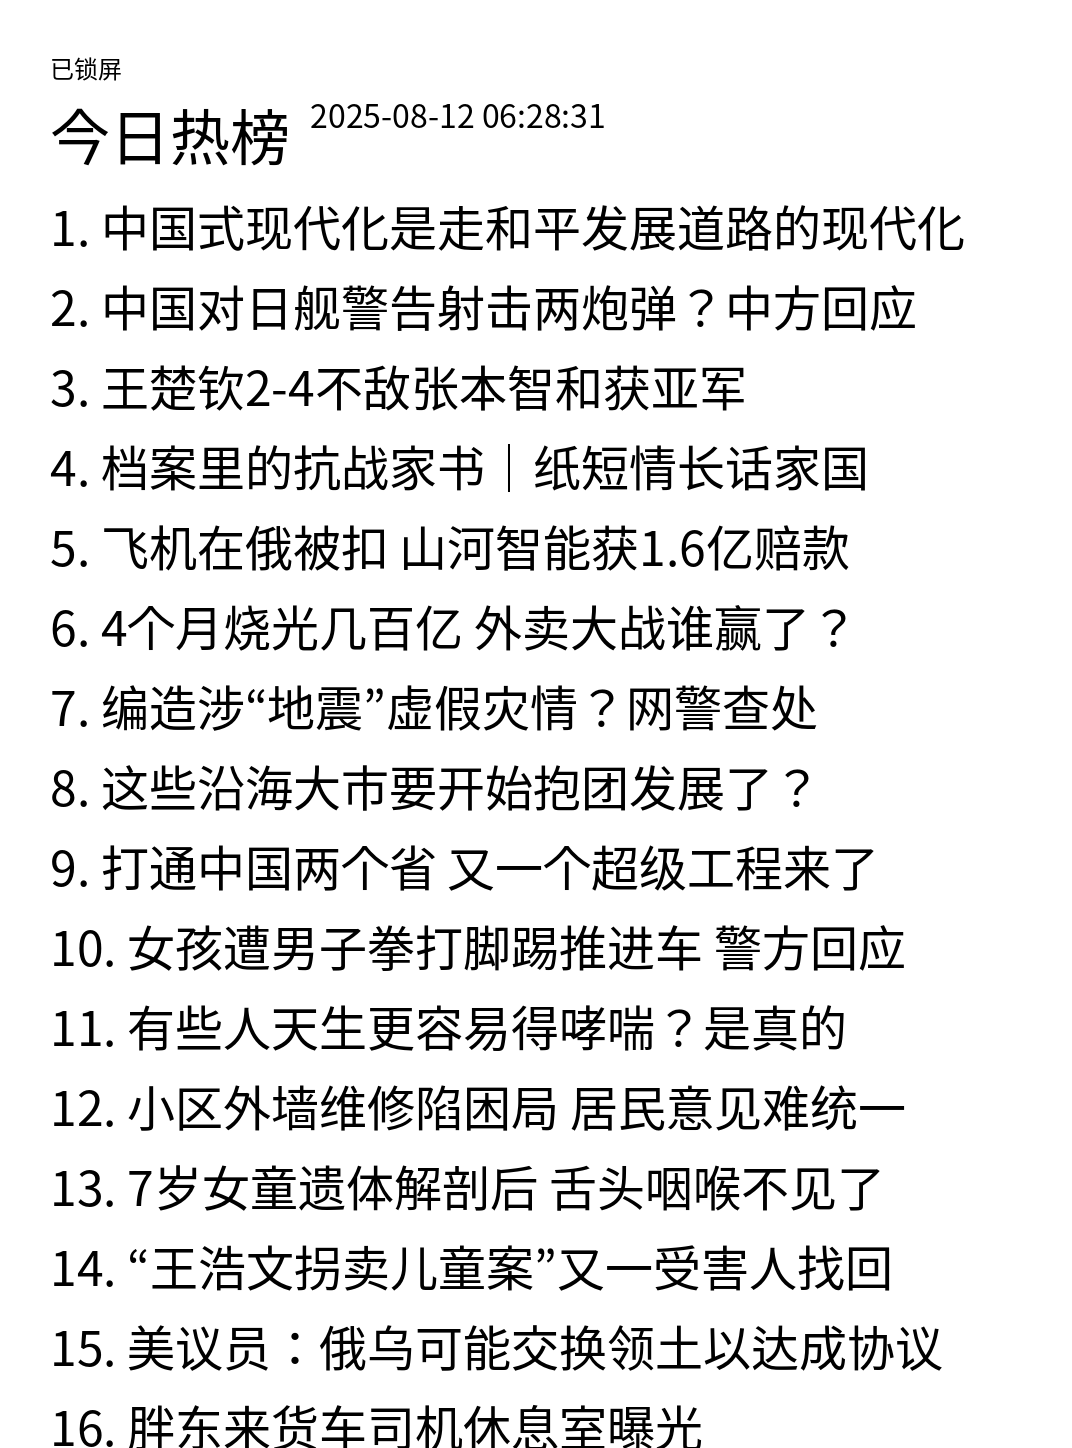 已锁屏
今日热榜 2025-08-12 06:28:31
1. 中国式现代化是走和平发展道路的现代化
2. 中国对日舰警告射击两炮弹？中方回应
3. 王楚钦2-4不敌张本智和获亚军
4. 档案里的抗战家书｜纸短情长话家国
5. 飞机在俄被扣 山河智能获1.6亿赔款
6. 4个月烧光几百亿 外卖大战谁赢了？
7. 编造涉“地震”虚假灾情？网警查处
8. 这些沿海大市要开始抱团发展了？
9. 打通中国两个省 又一个超级工程来了
10. 女孩遭男子拳打脚踢推进车 警方回应
11. 有些人天生更容易得哮喘？是真的
12. 小区外墙维修陷困局 居民意见难统一
13. 7岁女童遗体解剖后 舌头咽喉不见了
14. “王浩文拐卖儿童案”又一受害人找回
15. 美议员：俄乌可能交换领土以达成协议
16. 胖东来货车司机休息室曝光